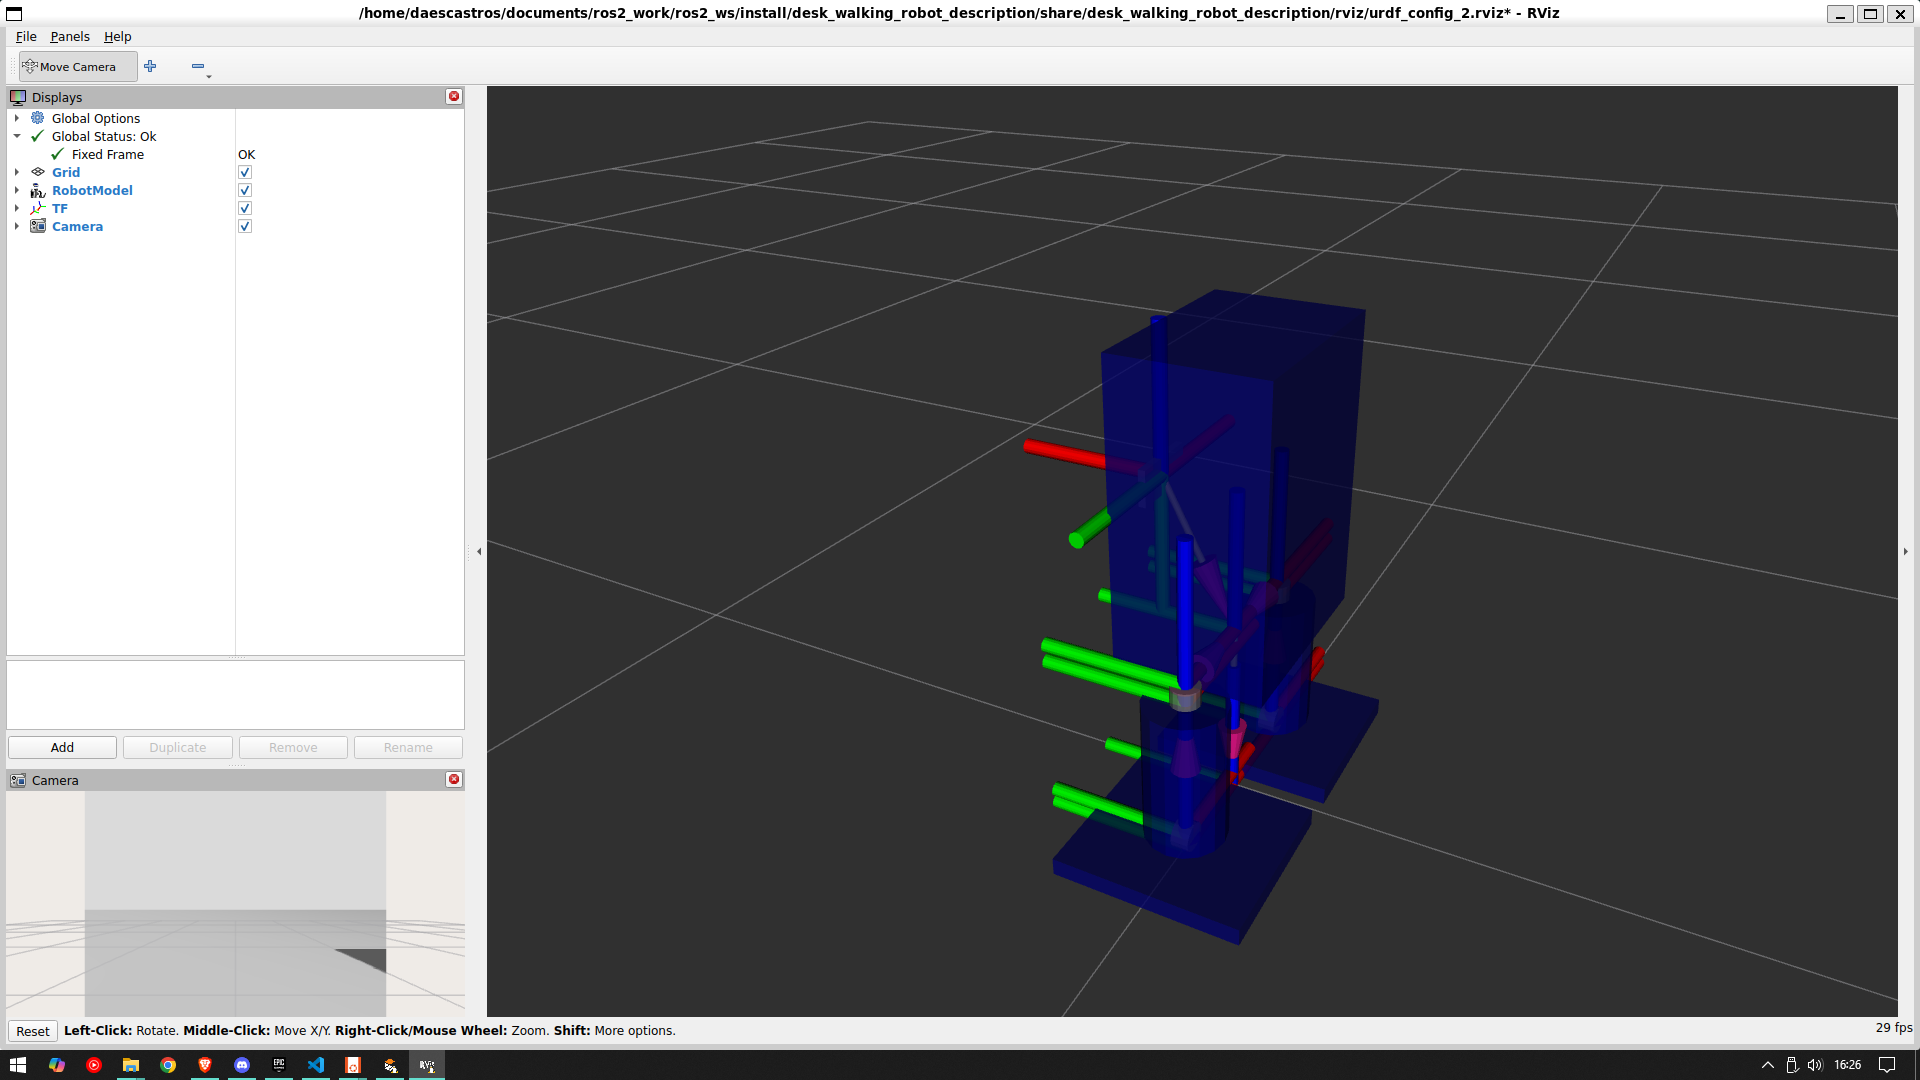 /home/daescastros/documents/ros2_work/ros2_ws/install/desk_walking_robot_description/share/desk_walking_robot_description/rviz/urdf_config_2.rviz* - RViz
File Panels Help
Move Camera
Displays
Global Options
Global Status: Ok
Fixed Frame OK
Grid
RobotModel
TF
Camera
Add Duplicate Remove Rename
Camera
Reset Left-Click: Rotate. Middle-Click: Move X/Y. Right-Click/Mouse Wheel: Zoom. Shift: More options. 29 fps
EPIC
RViz
16:26